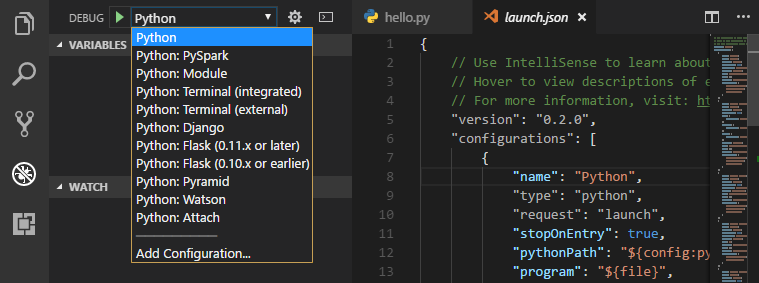 DEBUG Python
VARIABLES
Python
Python: PySpark
Python: Module
Python: Terminal (integrated)
Python: Terminal (external)
Python: Django
Python: Flask (0.11.x or later)
Python: Flask (0.10.x or earlier)
Python: Pyramid
Python: Watson
Python: Attach
Add Configuration...
WATCH
hello.py launch.json
1 {
2 // Use IntelliSense to learn about
3 // Hover to view descriptions of e
4 // For more information, visit: ht
5 "version": "0.2.0",
6 "configurations": [
7 {
8 "name": "Python",
9 "type": "python",
10 "request": "launch",
11 "stopOnEntry": true,
12 "pythonPath": "${config:py
13 "program": "${file}",